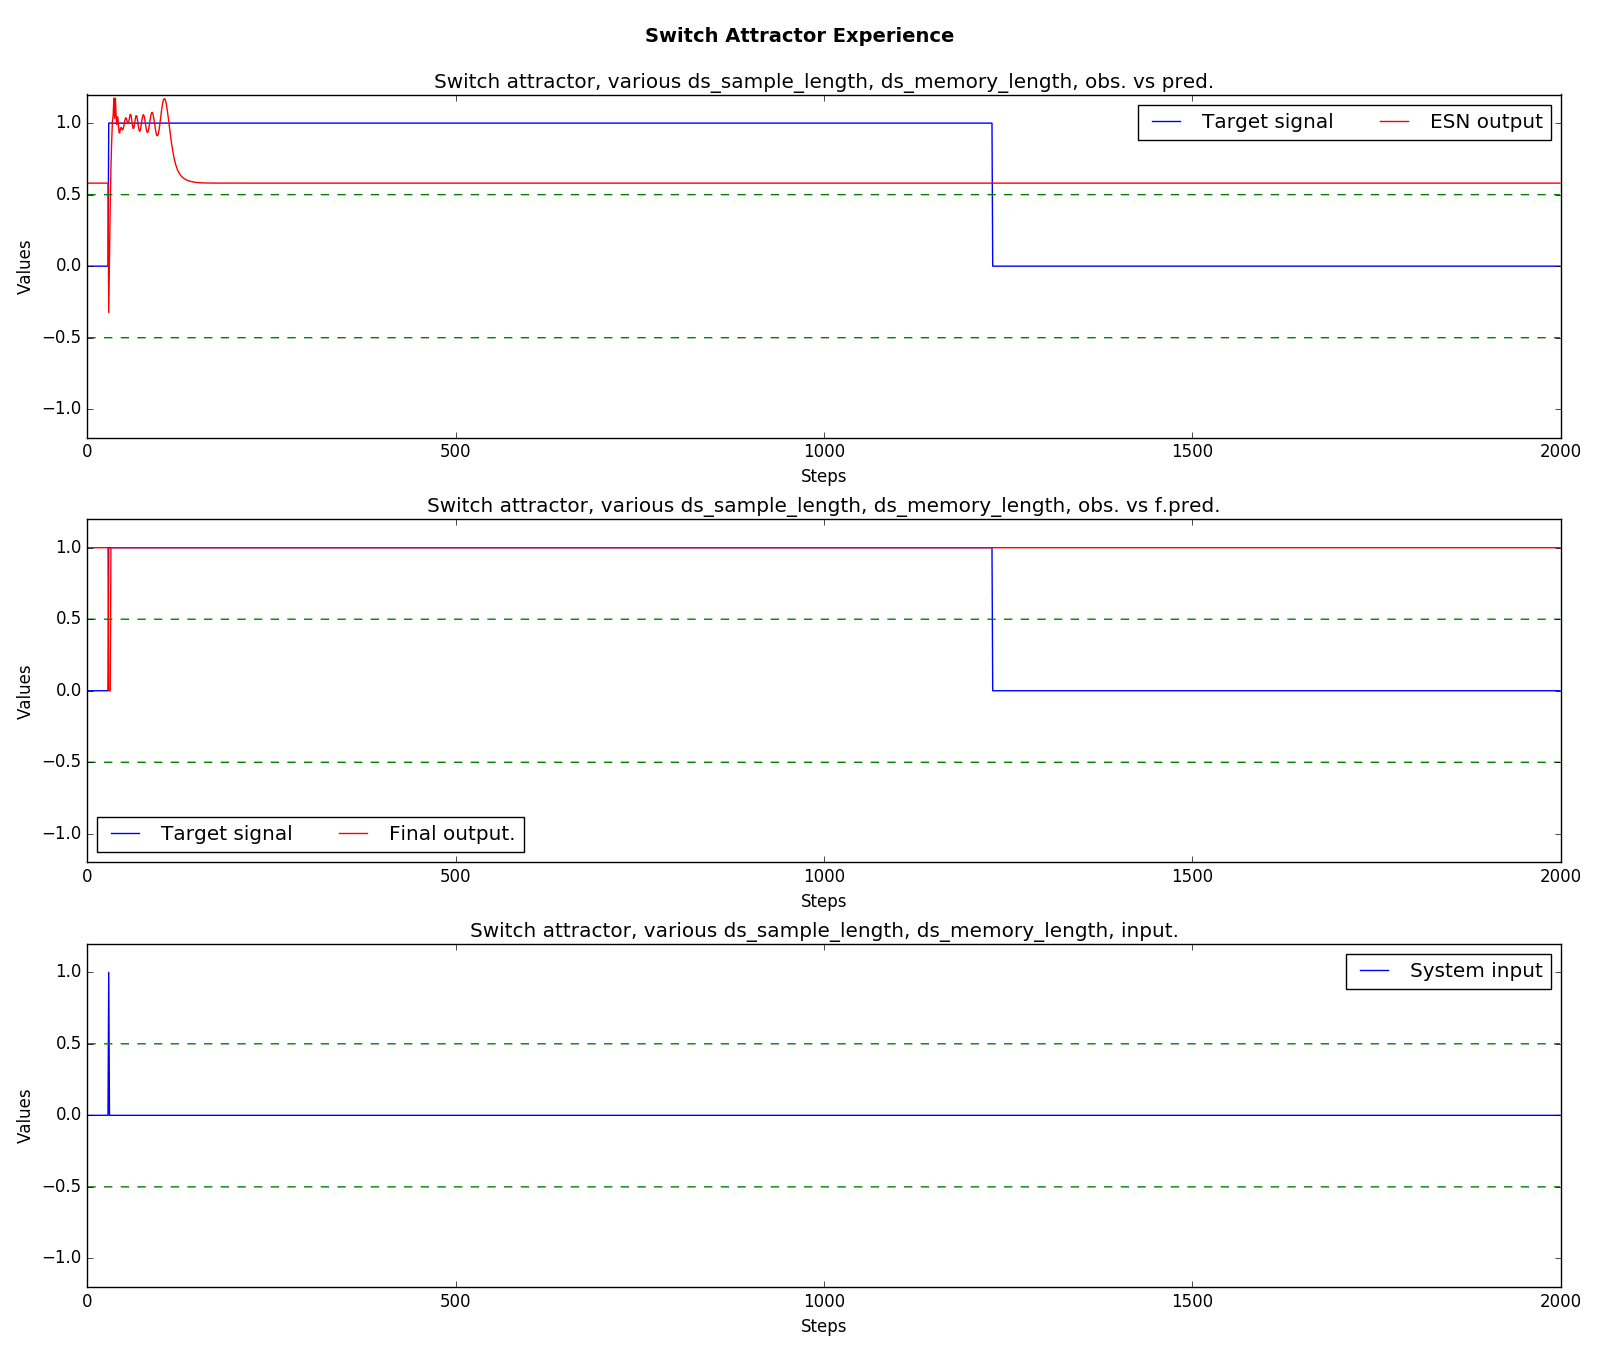 Switch Attractor Experience
Switch attractor, various ds_sample_length, ds_memory_length, obs. vs pred.
Target signal ESN output
1.0
0.5
0.0
−0.5
−1.0
Values
0 500 1000 1500 2000
Steps
Switch attractor, various ds_sample_length, ds_memory_length, obs. vs f.pred.
1.0
0.5
0.0
−0.5
−1.0
Values
Target signal Final output.
0 500 1000 1500 2000
Steps
Switch attractor, various ds_sample_length, ds_memory_length, input.
System input
1.0
0.5
0.0
−0.5
−1.0
Values
0 500 1000 1500 2000
Steps